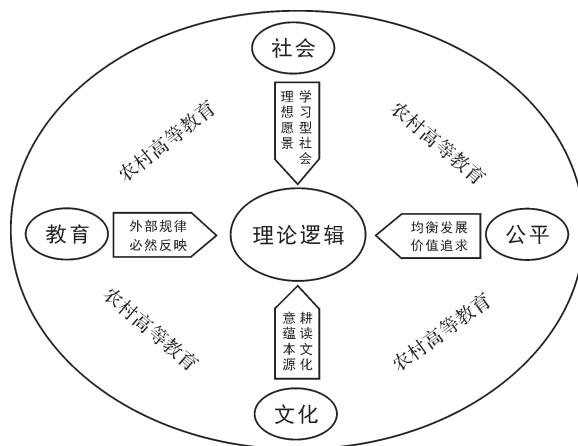 社会
学习型社会
理想愿景
农村高等教育
农村高等教育
教育
外部规律
必然反映
理论逻辑
均衡发展
价值追求
公平
耕读文化
意蕴本源
农村高等教育
农村高等教育
文化